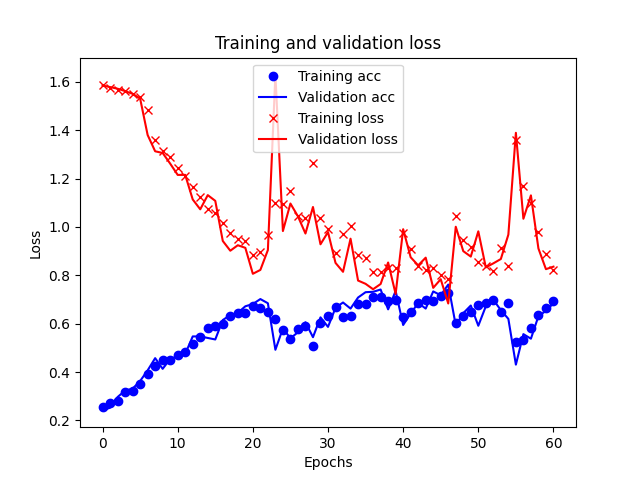 Training and validation loss
Training acc
Validation acc
Training loss
Validation loss
1.6
1.4
1.2
1.0
0.8
0.6
0.4
0.2
Loss
0 10 20 30 40 50 60
Epochs